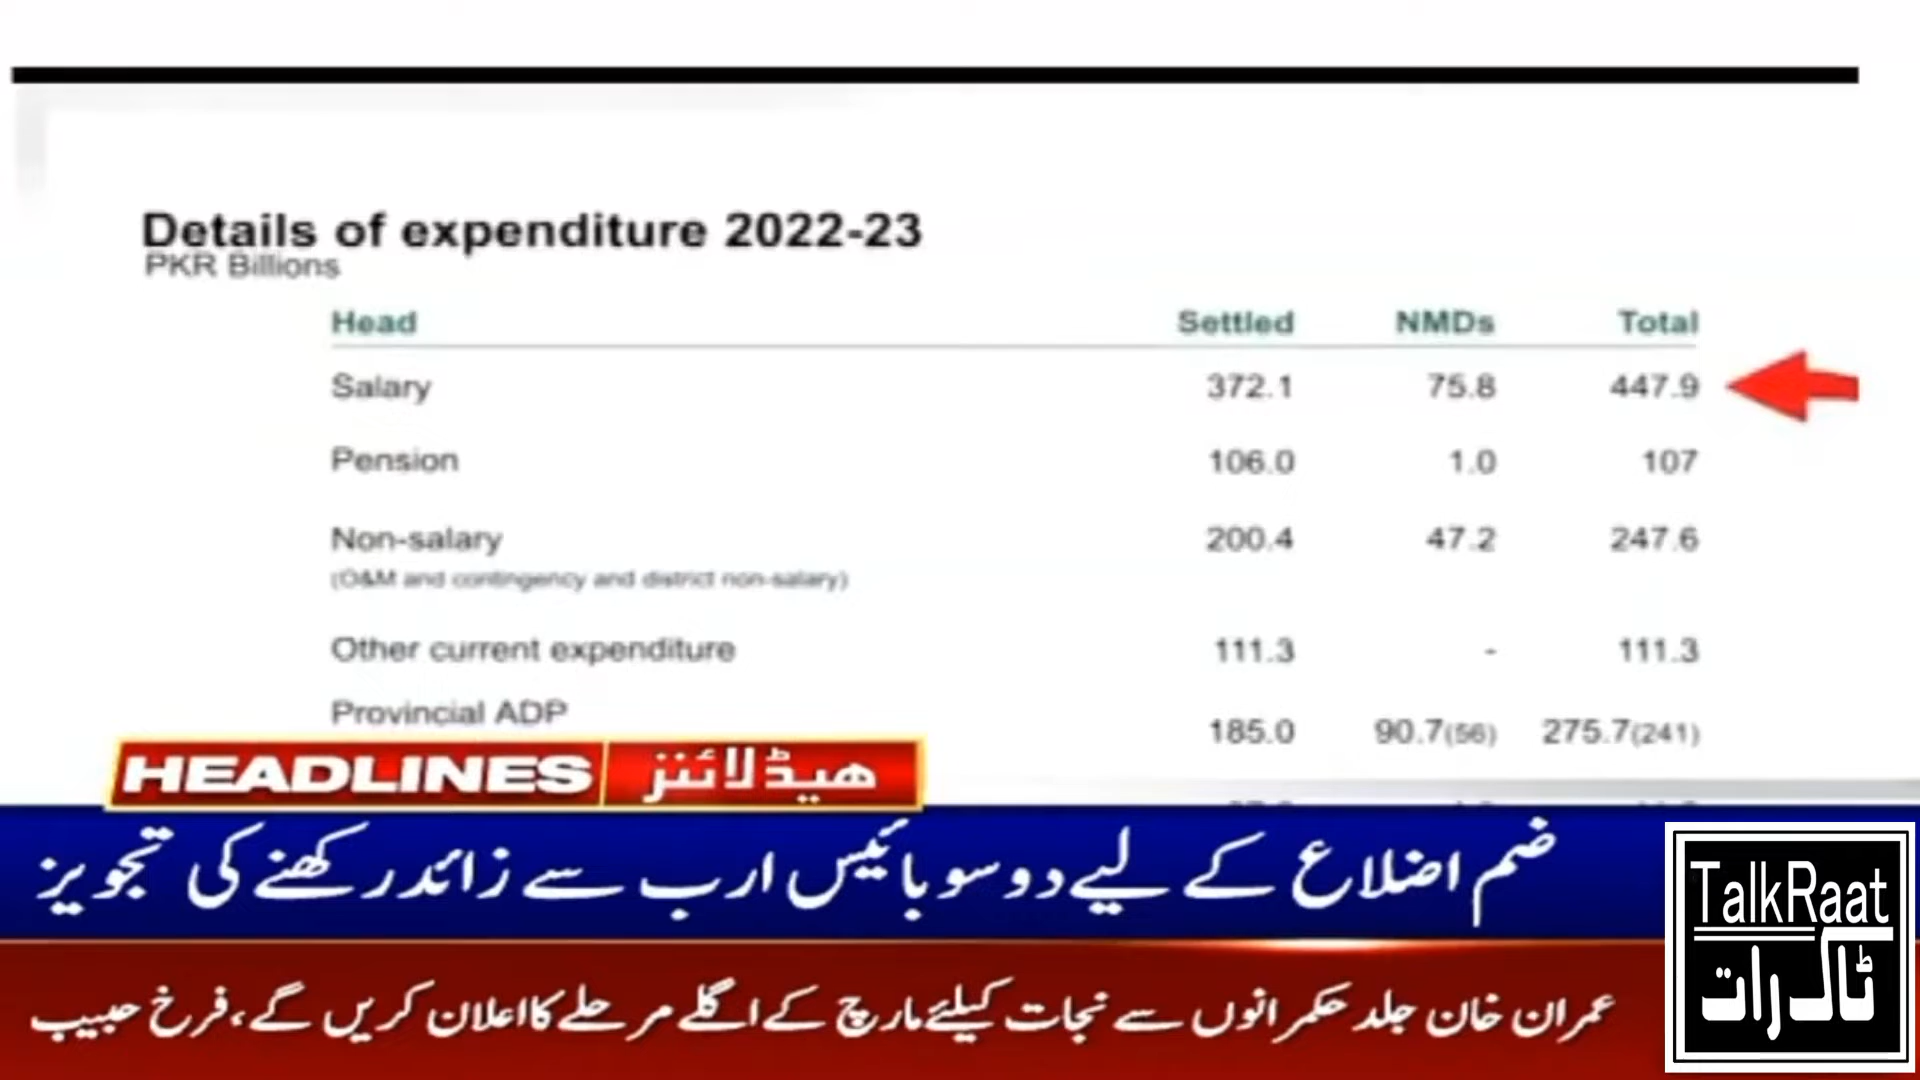 Details of expenditure 2022-23
PKR Billions
Head Settled NMDs Total
Salary 372.1 75.8 447.9
Pension 106.0 1.0 107
Non-salary 200.4 47.2 247.6
(O&M and contingency and district non-salary)
Other current expenditure 111.3 - 111.3
Provincial ADP 185.0 90.7(56) 275.7(241)
HEADLINES ھیڈلائنز
ضم اضلاع کے لیے دو سو بائیس ارب سے زائد رکھنے کی تجویز
عمران خان جلد حکمرانوں سے نجات کیلئے مارچ کے اگلے مرحلے کا اعلان کریں گے، فرخ حبیب
TalkRaat
ٹاک رات